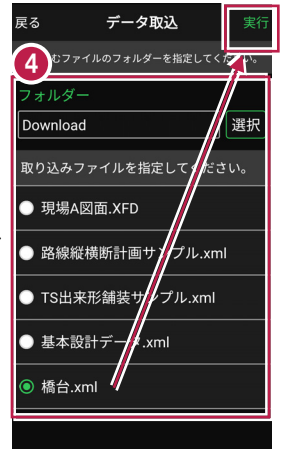 戻る データ取込 実行
むファイルのフォルダーを指定してください。
4
フォルダー
Download 選択
取り込みファイルを指定してください。
現場A図面.XFD
路線縦横断計画サンプル.xml
TS出来形舗装サンプル.xml
基本設計データ.xml
橋台.xml